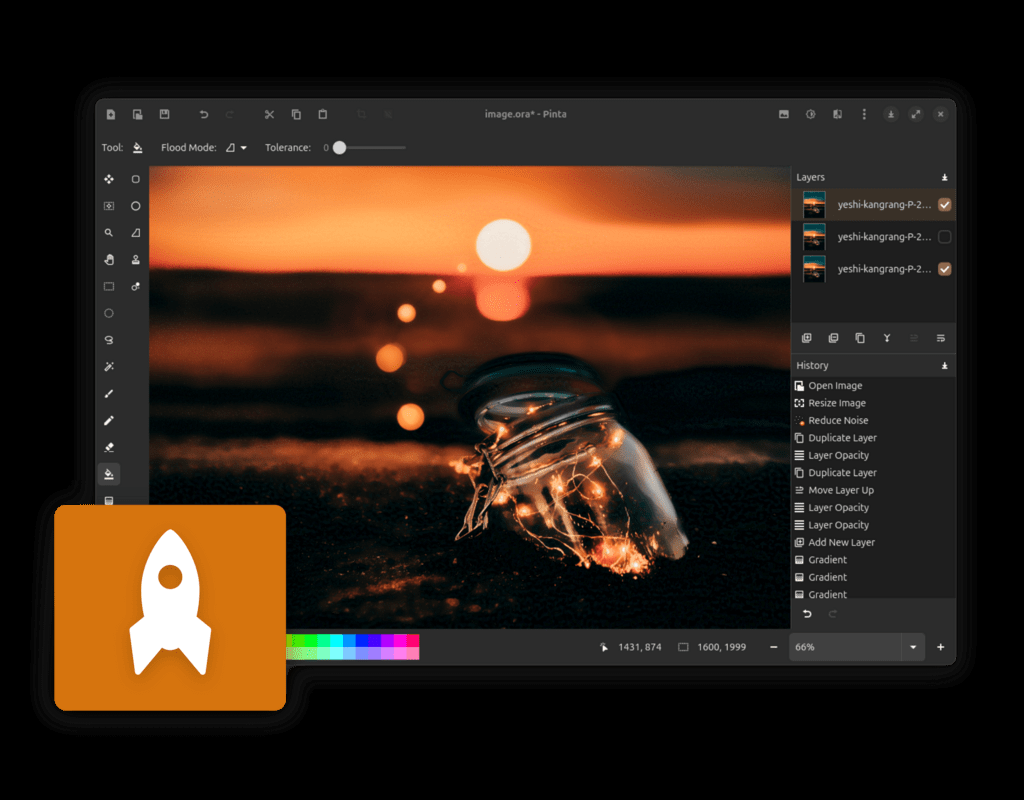 image.ora* - Pinta
Tool: Flood Mode: Tolerance: 0
Layers
yeshi-kangrang-P-2...
yeshi-kangrang-P-2...
yeshi-kangrang-P-2...
History
Open Image
Resize Image
Reduce Noise
Duplicate Layer
Layer Opacity
Duplicate Layer
Move Layer Up
Layer Opacity
Layer Opacity
Add New Layer
Gradient
Gradient
Gradient
1431, 874 1600, 1999 66%